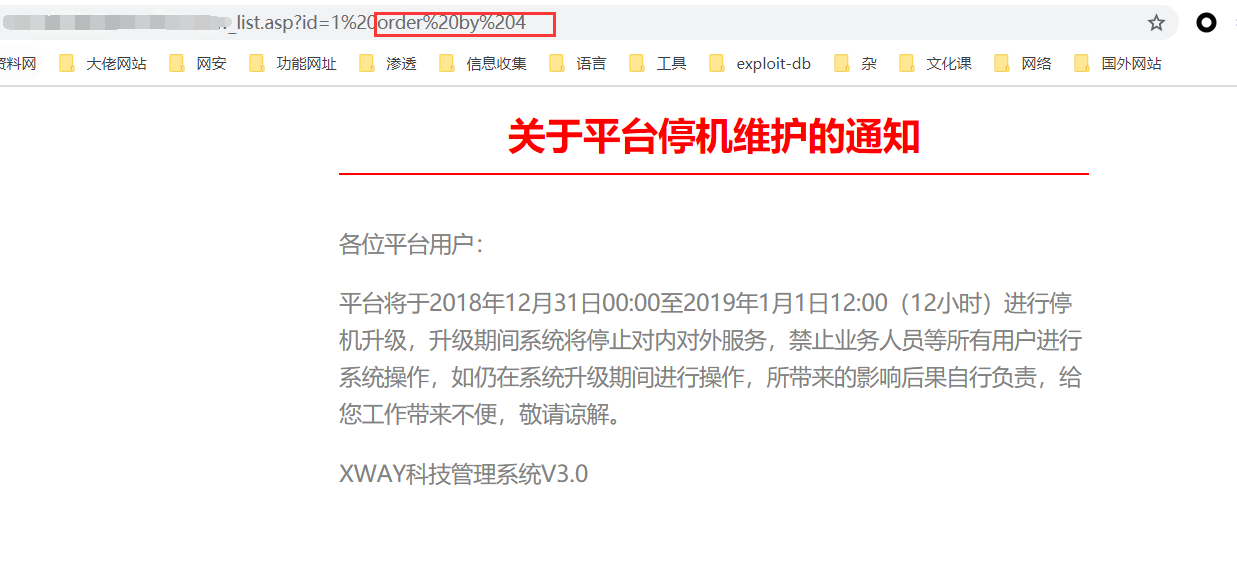 _list.asp?id=1%20order%20by%204
资料网 大佬网站 网安 功能网址 渗透 信息收集 语言 工具 exploit-db 杂 文化课 网络 国外网站
关于平台停机维护的通知
各位平台用户：
平台将于2018年12月31日00:00至2019年1月1日12:00（12小时）进行停
机升级，升级期间系统将停止对内对外服务，禁止业务人员等所有用户进行
系统操作，如仍在系统升级期间进行操作，所带来的影响后果自行负责，给
您工作带来不便，敬请谅解。
XWAY科技管理系统V3.0